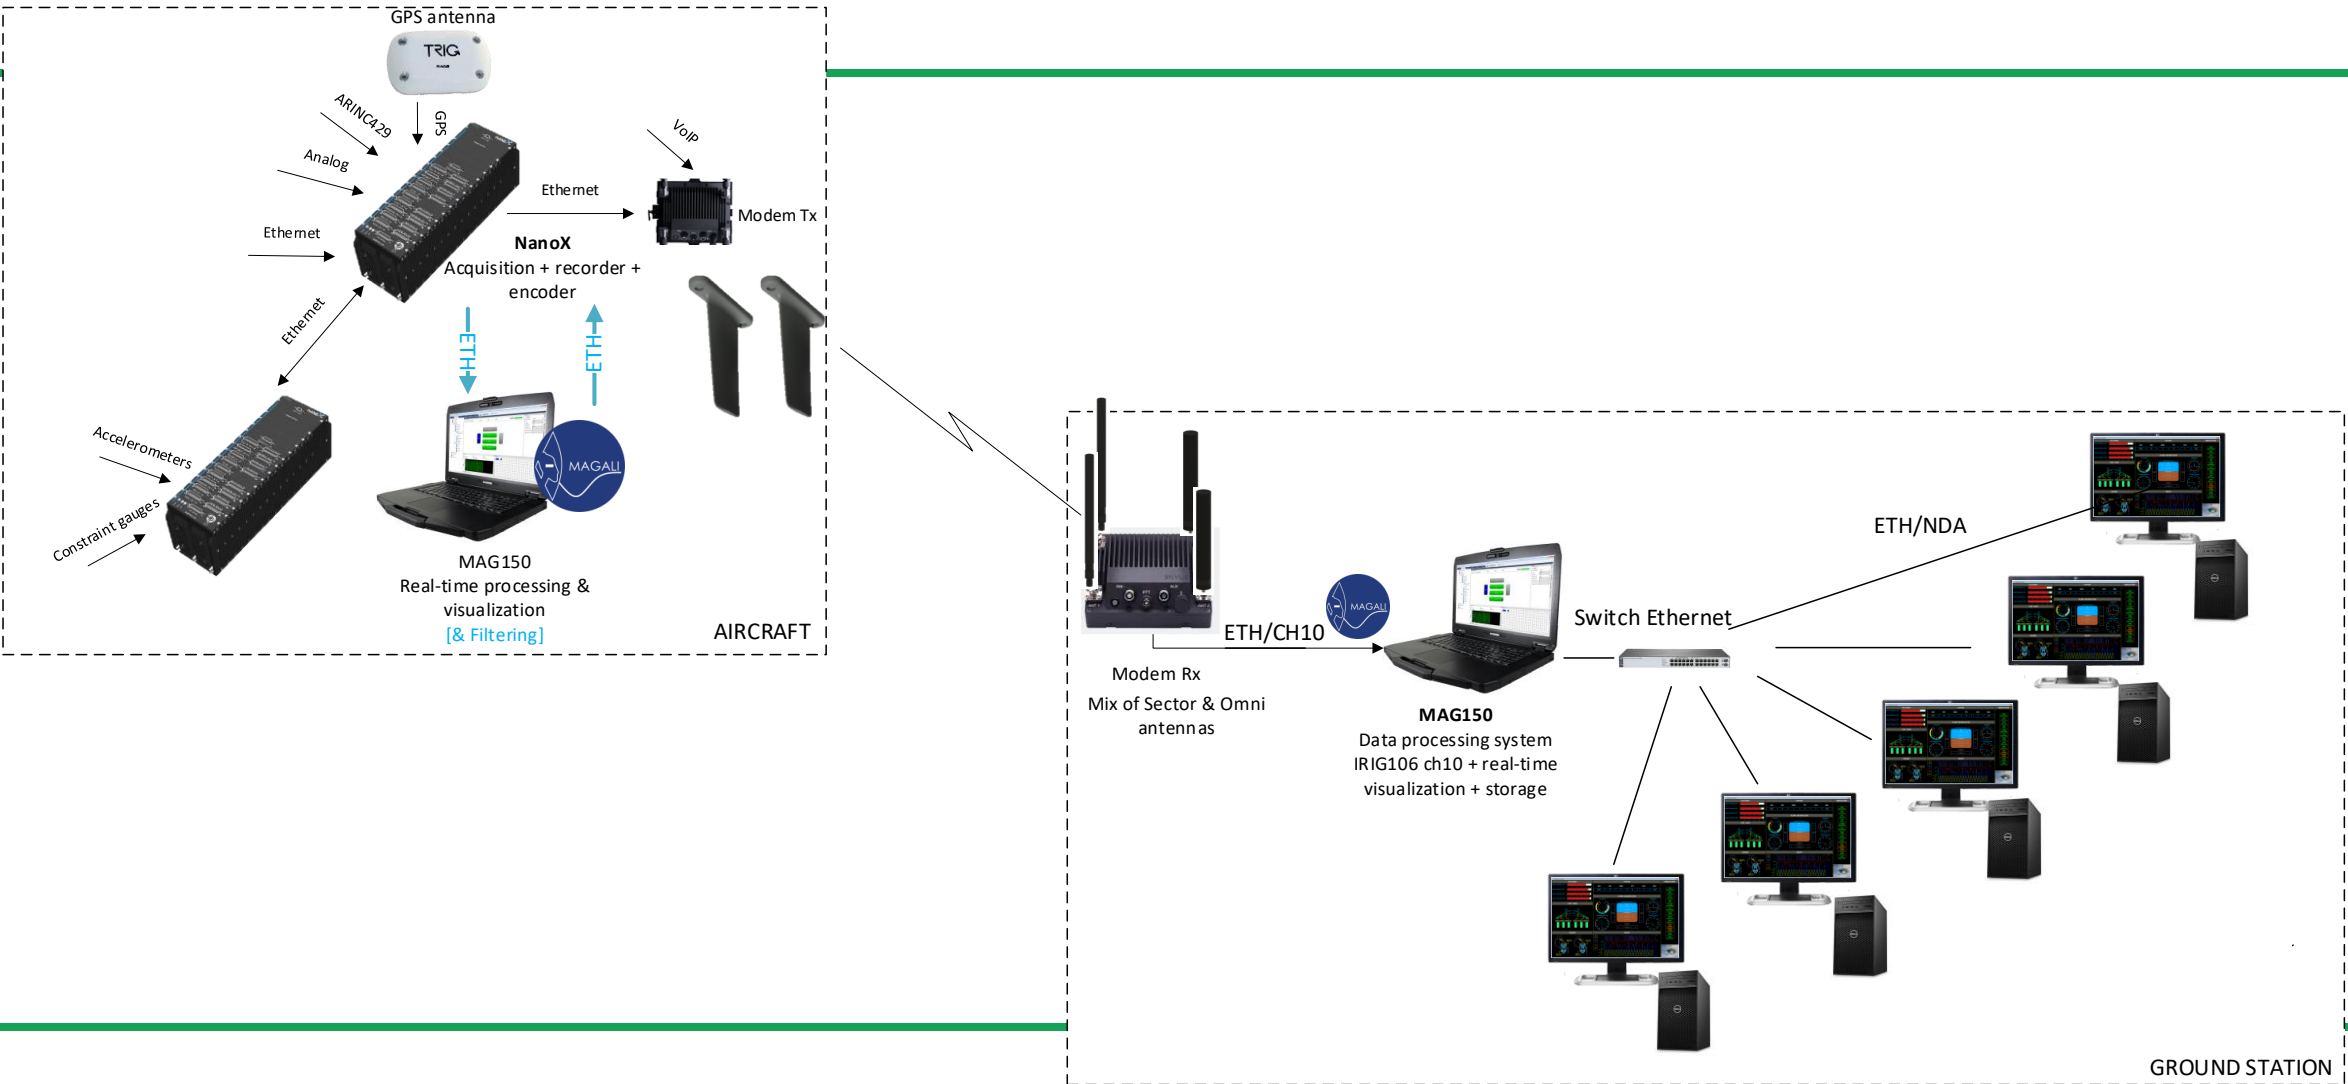 GPS antenna
TRIG
ARINC429
GPS
Analog
VoIP
Ethernet
Modem Tx
Ethernet
NanoX
Acquisition + recorder +
encoder
Ethernet
ETH
ETH
Accelerometers
Constraint gauges
MAGALI
MAG150
Real-time processing &
visualization
[& Filtering]
AIRCRAFT
ETH/NDA
MAGALI
ETH/CH10
Switch Ethernet
Modem Rx
Mix of Sector & Omni
antennas
MAG150
Data processing system
IRIG106 ch10 + real-time
visualization + storage
GROUND STATION